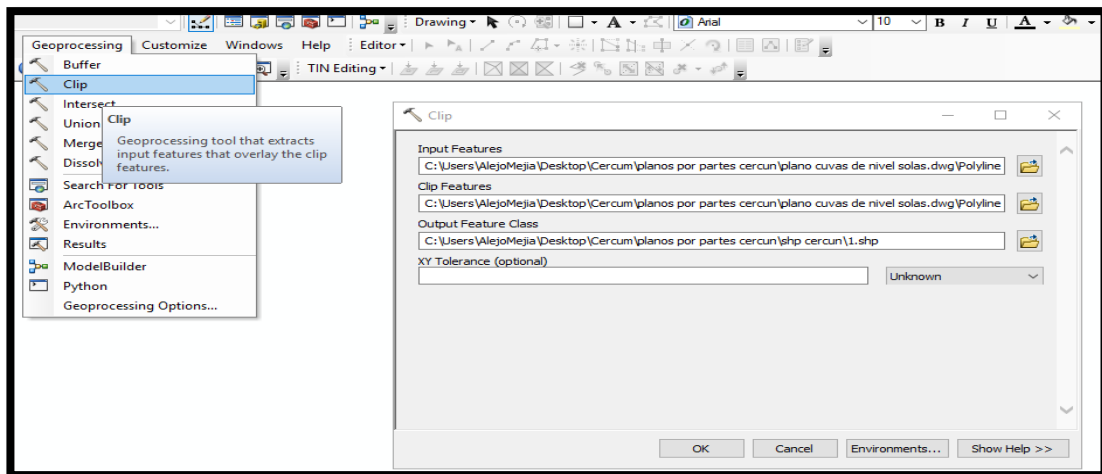 Drawing
Arial
10
B I U A
Geoprocessing Customize Windows Help Editor
Buffer
TIN Editing
Clip
Intersect
Union
Merge
Clip
Geoprocessing tool that extracts
input features that overlay the clip
features.
Search For Tools
ArcToolbox
Environments...
Results
ModelBuilder
Python
Geoprocessing Options...
Clip
Input Features
C:\Users\AlejoMejia\Desktop\Cercum\planos por partes cercun\plano cuvas de nivel solas.dwg\Polyline
Clip Features
C:\Users\AlejoMejia\Desktop\Cercum\planos por partes cercun\plano cuvas de nivel solas.dwg\Polyline
Output Feature Class
C:\Users\AlejoMejia\Desktop\Cercum\planos por partes cercun\shp cercun\1.shp
XY Tolerance (optional)
Unknown
OK Cancel Environments... Show Help >>